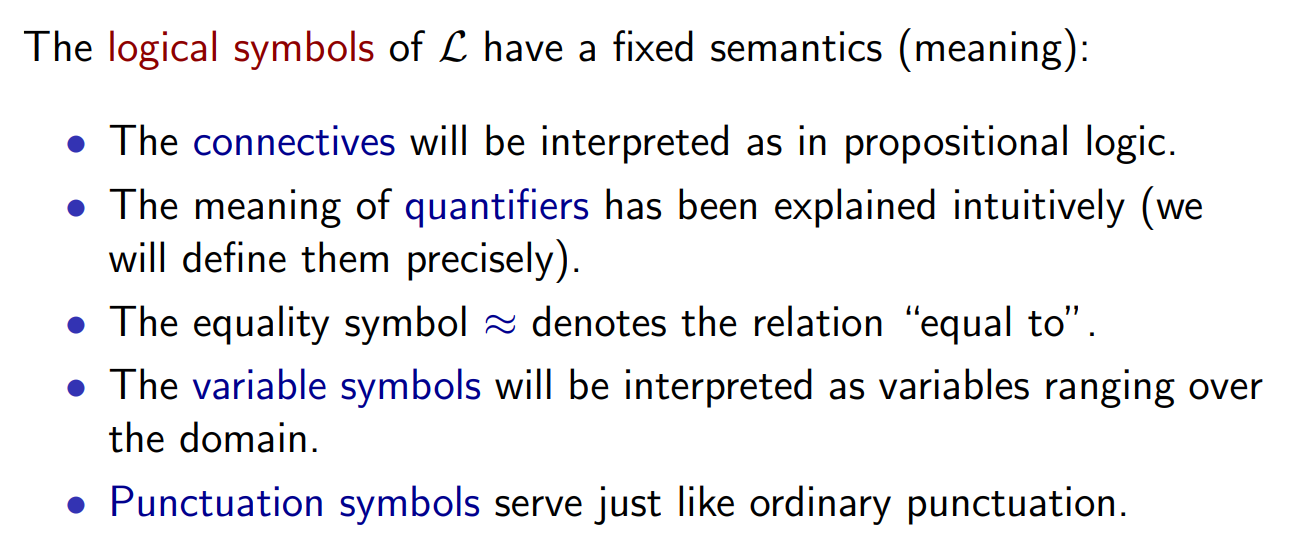 The logical symbols of ℒ have a fixed semantics (meaning):
• The connectives will be interpreted as in propositional logic.
• The meaning of quantifiers has been explained intuitively (we
will define them precisely).
• The equality symbol ≈ denotes the relation “equal to”.
• The variable symbols will be interpreted as variables ranging over
the domain.
• Punctuation symbols serve just like ordinary punctuation.